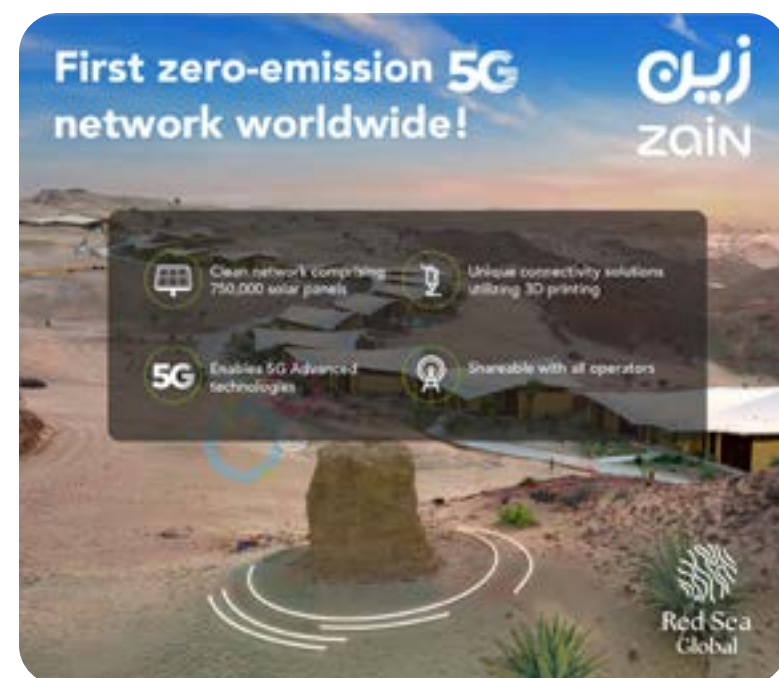 First zero-emission 5G
network worldwide!
زين
zain
Clean network comprising
750,000 solar panels
Unique connectivity solutions
utilizing 3D printing
5G
Enables 5G Advanced
technologies
Shareable with all operators
Red Sea
Global